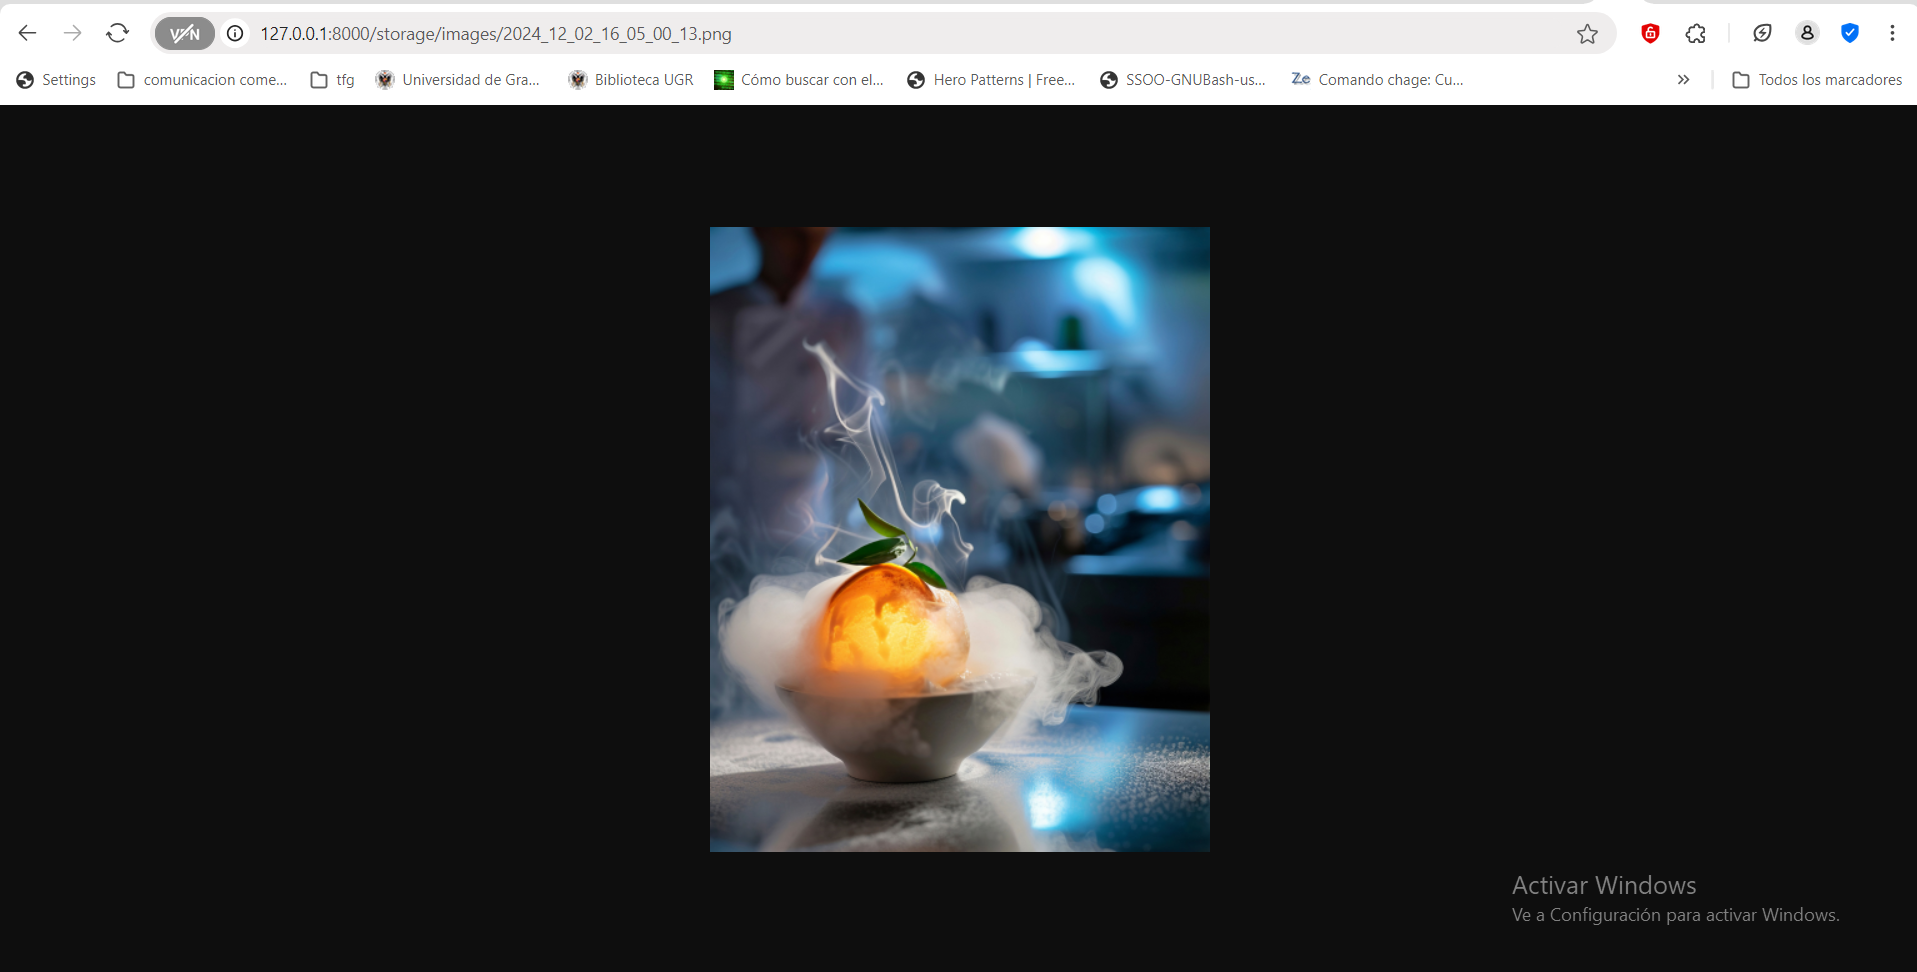 VPN
127.0.0.1:8000/storage/images/2024_12_02_16_05_00_13.png
Settings
comunicacion come...
tfg
Universidad de Gra...
Biblioteca UGR
Cómo buscar con el...
Hero Patterns | Free...
SSOO-GNUBash-us...
Ze
Comando chage: Cu...
Todos los marcadores
Activar Windows
Ve a Configuración para activar Windows.